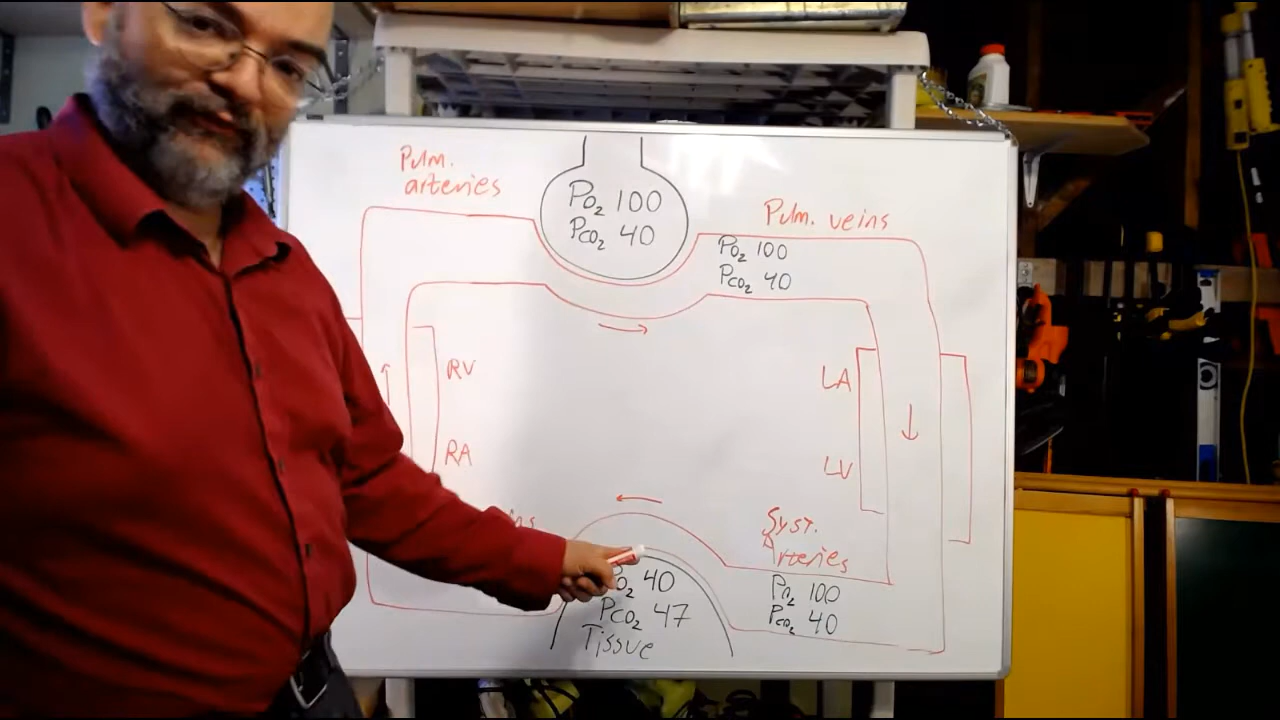 Pulm.
arteries
PO2 100
PCO2 40
Pulm. veins
PO2 100
PCO2 40
RV
RA
LA
LV
Syst.
Arteries
PO2 100
PCO2 40
40
PCO2 47
Tissue